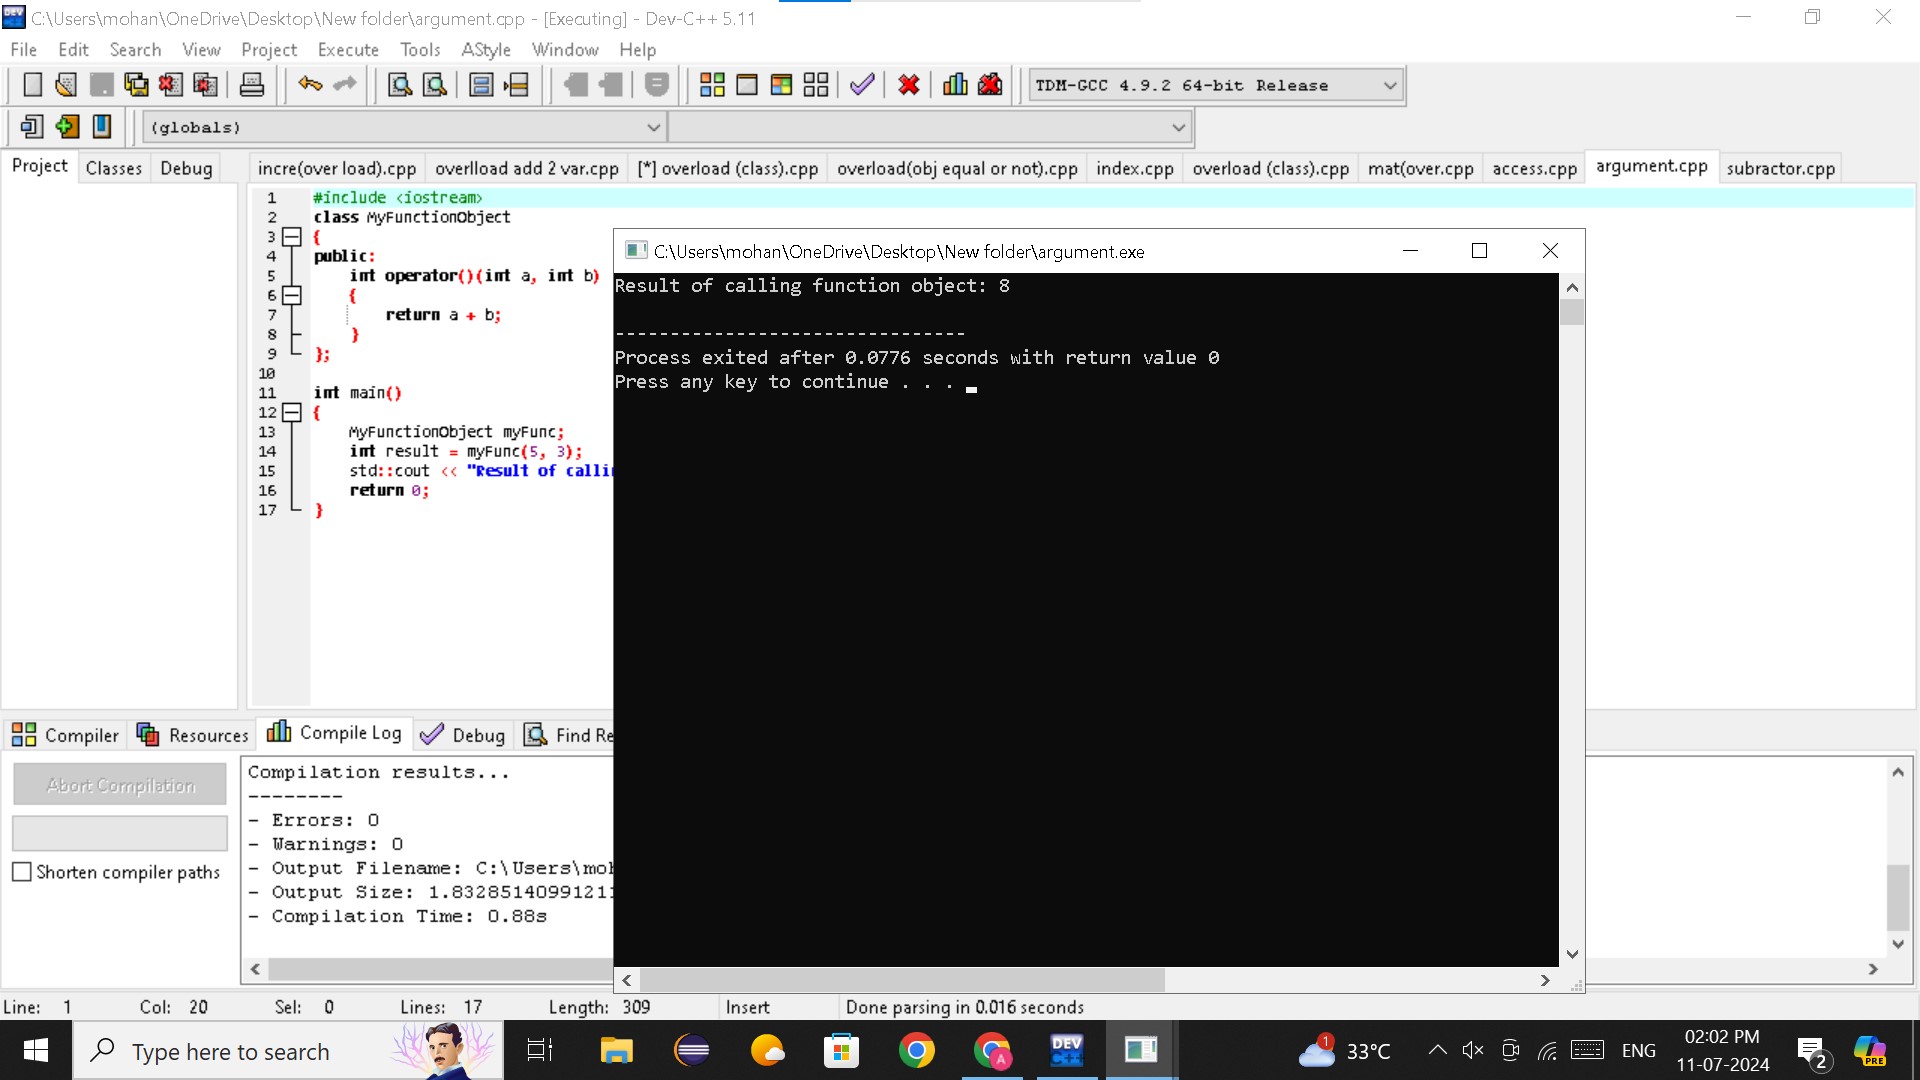 C:\Users\mohan\OneDrive\Desktop\New folder\argument.cpp - [Executing] - Dev-C++ 5.11
File Edit Search View Project Execute Tools AStyle Window Help
TDM-GCC 4.9.2 64-bit Release
(globals)
Project Classes Debug
incre(over load).cpp overlload add 2 var.cpp [*] overload (class).cpp overload(obj equal or not).cpp index.cpp overload (class).cpp mat(over.cpp access.cpp argument.cpp subractor.cpp
1 #include <iostream>
2 class MyFunctionObject
3 {
4 public:
5 int operator()(int a, int b)
6 {
7 return a + b;
8 }
9 };
10
11 int main()
12 {
13 MyFunctionObject myFunc;
14 int result = myFunc(5, 3);
15 std::cout << "Result of calli
16 return 0;
17 }
C:\Users\mohan\OneDrive\Desktop\New folder\argument.exe
Result of calling function object: 8
--------------------------------
Process exited after 0.0776 seconds with return value 0
Press any key to continue . . .
Compiler Resources Compile Log Debug Find Re
Abort Compilation
Shorten compiler paths
Compilation results...
--------
- Errors: 0
- Warnings: 0
- Output Filename: C:\Users\moh
- Output Size: 1.83285140991211
- Compilation Time: 0.88s
Line: 1 Col: 20 Sel: 0 Lines: 17 Length: 309 Insert Done parsing in 0.016 seconds
Type here to search
A
DEV
C++
1
33°C
ENG
02:02 PM
11-07-2024
2
PRE